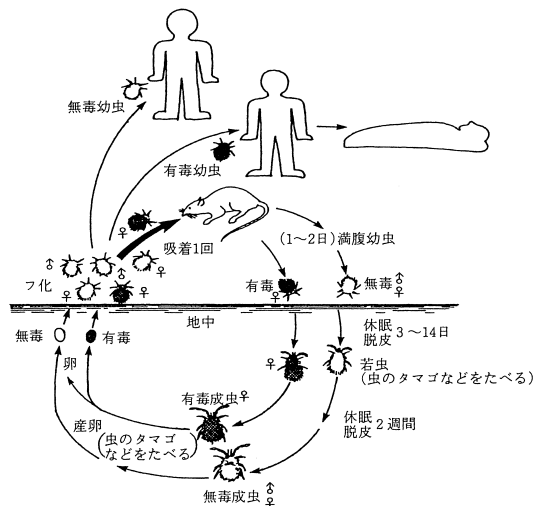 無毒幼虫
有毒幼虫
♀
吸着1回
(1〜2日)満腹幼虫
♂
♀
♂
フ化
♀
♀
有毒
♀
無毒♂
♀
無毒
有毒
地中
卵
休眠
脱皮 3〜14日
♀
若虫
(虫のタマゴなどをたべる)
有毒成虫♀
産卵
(虫のタマゴ
などをたべる)
休眠
脱皮 2週間
無毒成虫♂
♀